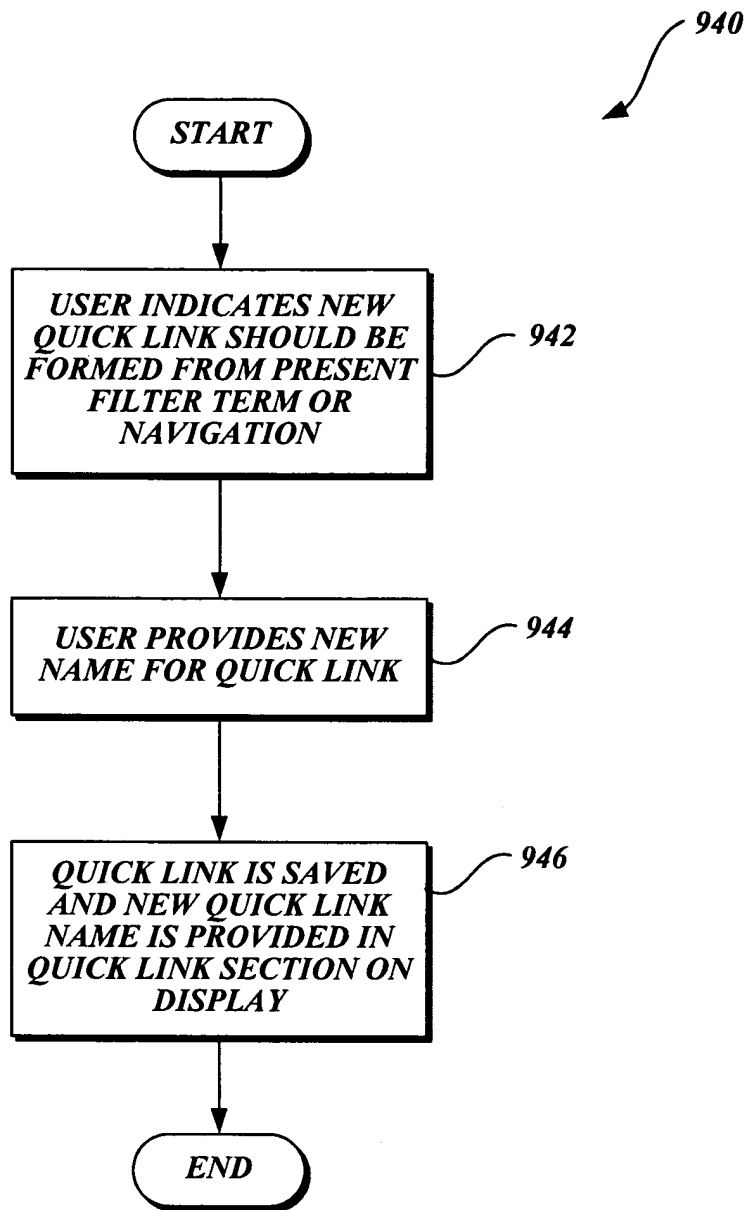 940
START
USER INDICATES NEW
QUICK LINK SHOULD BE
FORMED FROM PRESENT
FILTER TERM OR
NAVIGATION
942
USER PROVIDES NEW
NAME FOR QUICK LINK
944
QUICK LINK IS SAVED
AND NEW QUICK LINK
NAME IS PROVIDED IN
QUICK LINK SECTION ON
DISPLAY
946
END